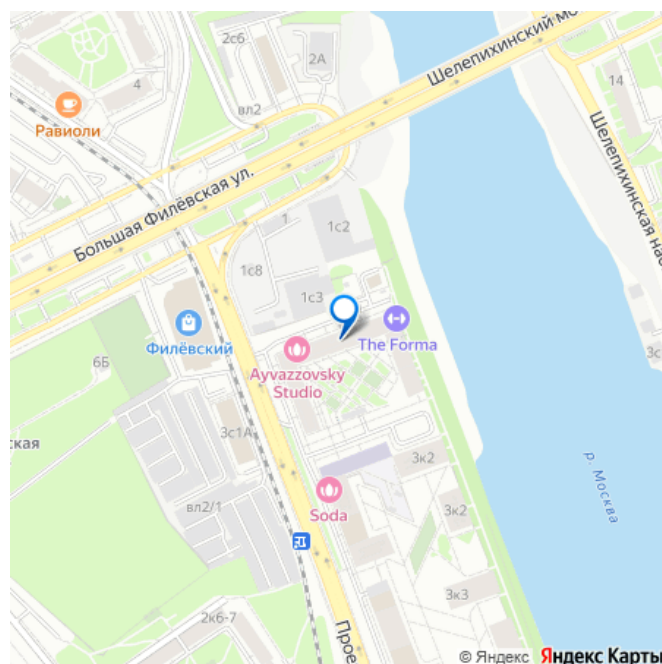 2с6
2А
Шелепихинский мо
4
14
Равиоли
вл2
Шелепихинская наб
Большая Филёвская ул.
1
1с2
1с8
1с3
Филёвский
The Forma
6Б
Ayvazzovsky
Studio
3с
3с1А
ская
3к2
Soda
р. Москва
вл2/1
3к2
3к3
2к6-7
Прое
© Яндекс Яндекс Карты